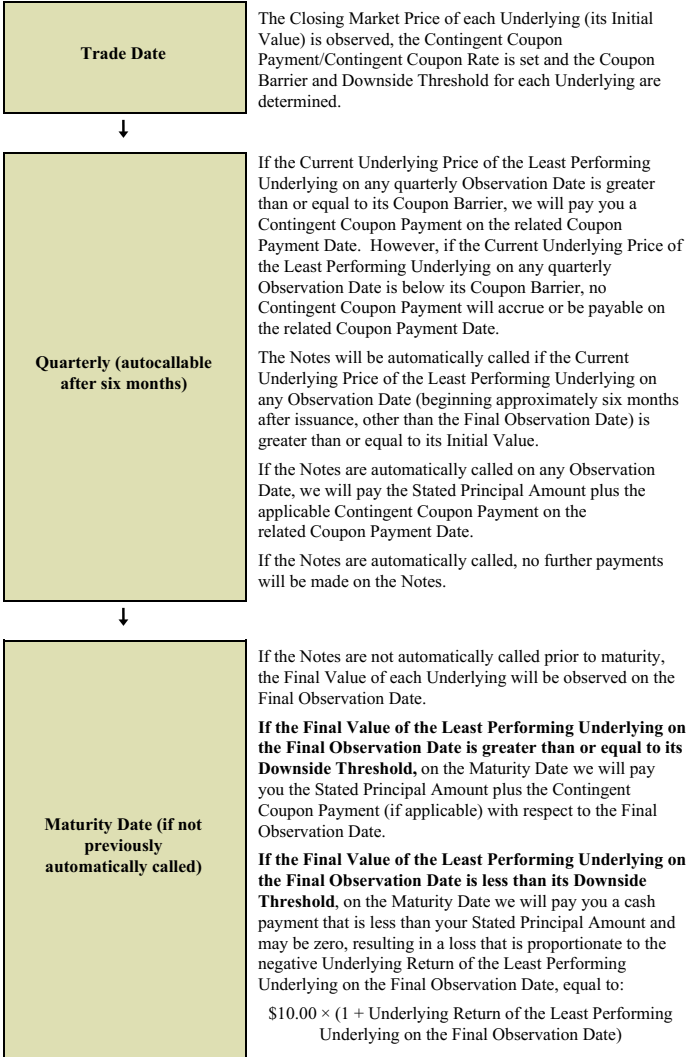 Trade Date
The Closing Market Price of each Underlying (its Initial
Value) is observed, the Contingent Coupon
Payment/Contingent Coupon Rate is set and the Coupon
Barrier and Downside Threshold for each Underlying are
determined.
Quarterly (autocallable
after six months)
If the Current Underlying Price of the Least Performing
Underlying on any quarterly Observation Date is greater
than or equal to its Coupon Barrier, we will pay you a
Contingent Coupon Payment on the related Coupon
Payment Date.  However, if the Current Underlying Price of
the Least Performing Underlying on any quarterly
Observation Date is below its Coupon Barrier, no
Contingent Coupon Payment will accrue or be payable on
the related Coupon Payment Date.
The Notes will be automatically called if the Current
Underlying Price of the Least Performing Underlying on
any Observation Date (beginning approximately six months
after issuance, other than the Final Observation Date) is
greater than or equal to its Initial Value.
If the Notes are automatically called on any Observation
Date, we will pay the Stated Principal Amount plus the
applicable Contingent Coupon Payment on the
related Coupon Payment Date.
If the Notes are automatically called, no further payments
will be made on the Notes.
Maturity Date (if not
previously
automatically called)
If the Notes are not automatically called prior to maturity,
the Final Value of each Underlying will be observed on the
Final Observation Date.
If the Final Value of the Least Performing Underlying on
the Final Observation Date is greater than or equal to its
Downside Threshold, on the Maturity Date we will pay
you the Stated Principal Amount plus the Contingent
Coupon Payment (if applicable) with respect to the Final
Observation Date.
If the Final Value of the Least Performing Underlying on
the Final Observation Date is less than its Downside
Threshold, on the Maturity Date we will pay you a cash
payment that is less than your Stated Principal Amount and
may be zero, resulting in a loss that is proportionate to the
negative Underlying Return of the Least Performing
Underlying on the Final Observation Date, equal to:
$10.00 × (1 + Underlying Return of the Least Performing
Underlying on the Final Observation Date)